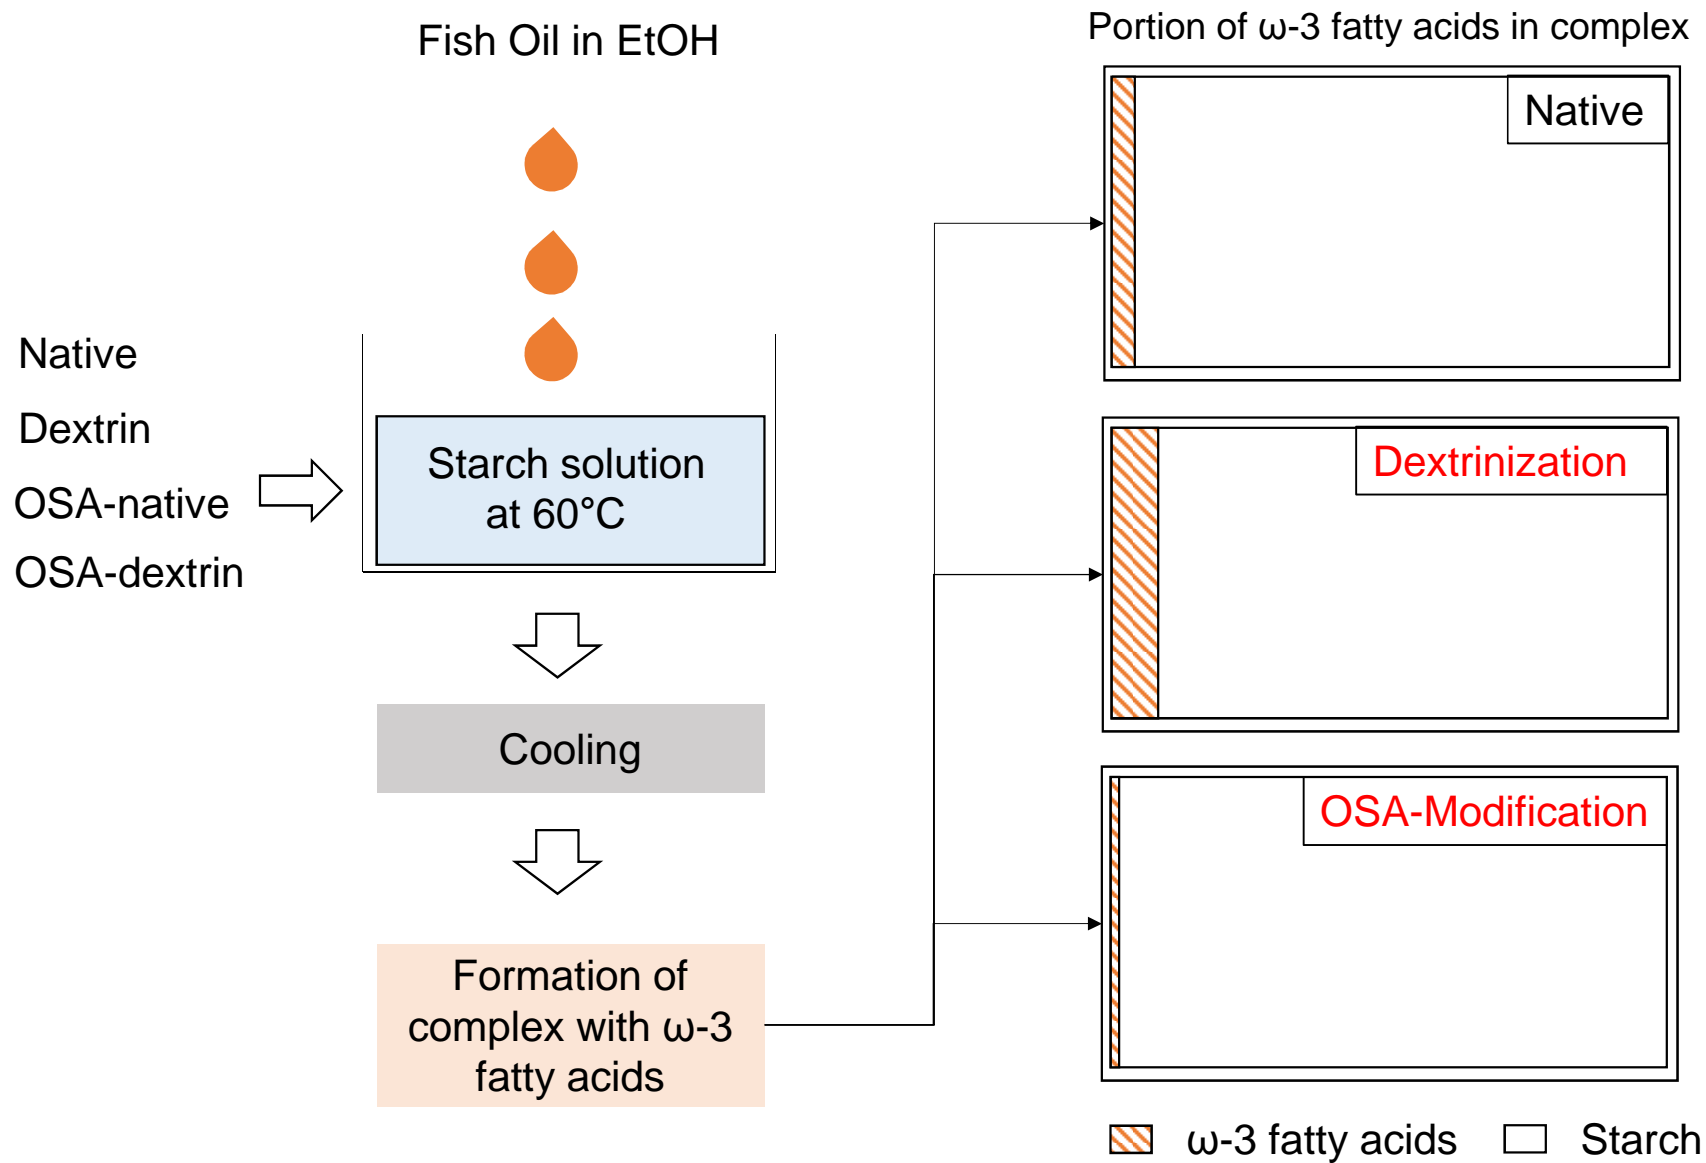 Fish Oil in EtOH
Native
Dextrin
OSA-native
OSA-dextrin
Starch solution
at 60°C
Cooling
Formation of
complex with ω-3
fatty acids
Portion of ω-3 fatty acids in complex
Native
Dextrinization
OSA-Modification
ω-3 fatty acids
Starch